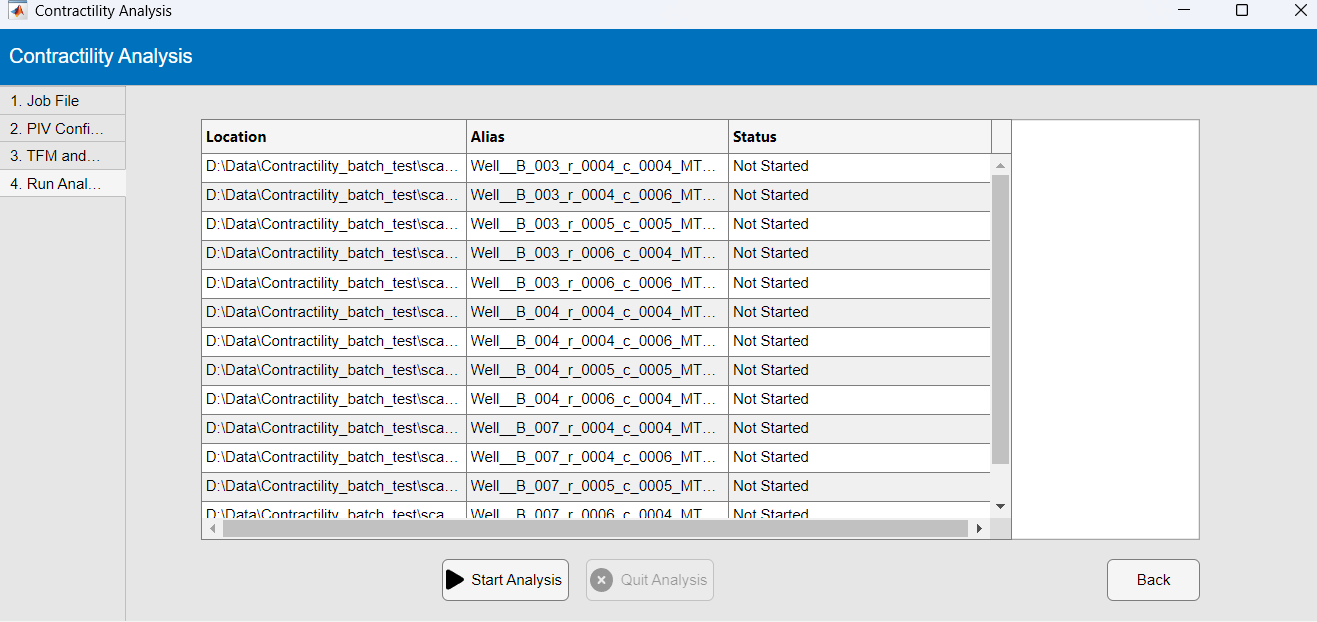 Contractility Analysis
Contractility Analysis
1. Job File
2. PIV Confi...
3. TFM and...
4. Run Anal...
Location Alias Status
D:\Data\Contractility_batch_test\sca... Well__B_003_r_0004_c_0004_MT... Not Started
D:\Data\Contractility_batch_test\sca... Well__B_003_r_0004_c_0006_MT... Not Started
D:\Data\Contractility_batch_test\sca... Well__B_003_r_0005_c_0005_MT... Not Started
D:\Data\Contractility_batch_test\sca... Well__B_003_r_0006_c_0004_MT... Not Started
D:\Data\Contractility_batch_test\sca... Well__B_003_r_0006_c_0006_MT... Not Started
D:\Data\Contractility_batch_test\sca... Well__B_004_r_0004_c_0004_MT... Not Started
D:\Data\Contractility_batch_test\sca... Well__B_004_r_0004_c_0006_MT... Not Started
D:\Data\Contractility_batch_test\sca... Well__B_004_r_0005_c_0005_MT... Not Started
D:\Data\Contractility_batch_test\sca... Well__B_004_r_0006_c_0004_MT... Not Started
D:\Data\Contractility_batch_test\sca... Well__B_007_r_0004_c_0004_MT... Not Started
D:\Data\Contractility_batch_test\sca... Well__B_007_r_0004_c_0006_MT... Not Started
D:\Data\Contractility_batch_test\sca... Well__B_007_r_0005_c_0005_MT... Not Started
D:\Data\Contractility_batch_test\sca... Well__B_007_r_0006_c_0004_MT... Not Started
Start Analysis Quit Analysis Back